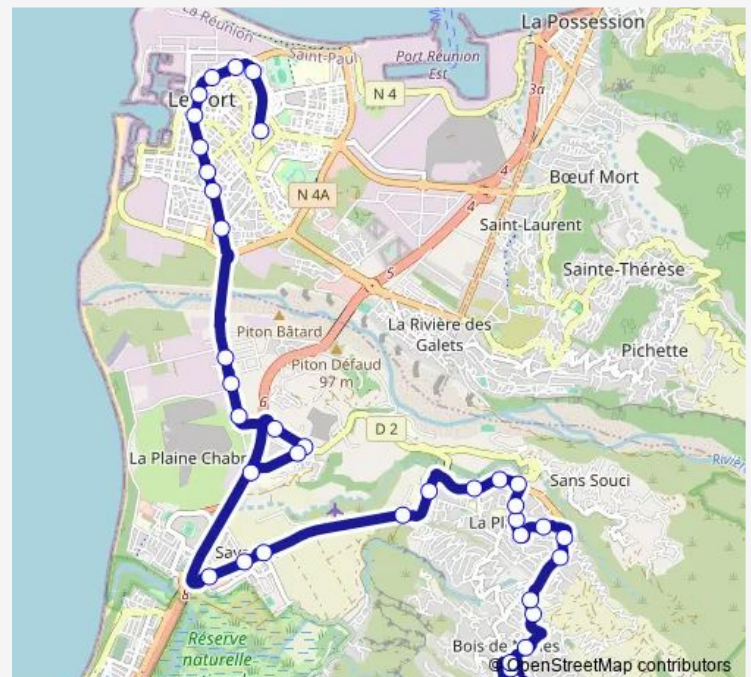 La Possession
La Réunion
Saint-Paul
Port Réunion
Est
3a
N 4
Le Port
4
Bœuf Mort
N 4A
4
Saint-Laurent
5
Sainte-Thérèse
Piton Bâtard
La Rivière des
Galets
Pichette
Piton Défaud
97 m
6
D 2
La Plaine Chabr
Sans Souci
La Pl
Sav
8
Réserve
naturelle
Bois de
© OpenStreetMap contributors